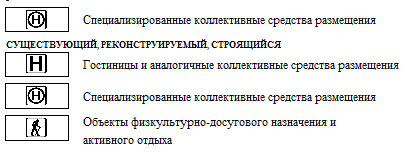 Ⓗ Специализированные коллективные средства размещения
СУЩЕСТВУЮЩИЙ, РЕКОНСТРУИРУЕМЫЙ, СТРОЯЩИЙСЯ
H Гостиницы и аналогичные коллективные средства размещения
Ⓗ Специализированные коллективные средства размещения
Объекты физкультурно-досугового назначения и
активного отдыха